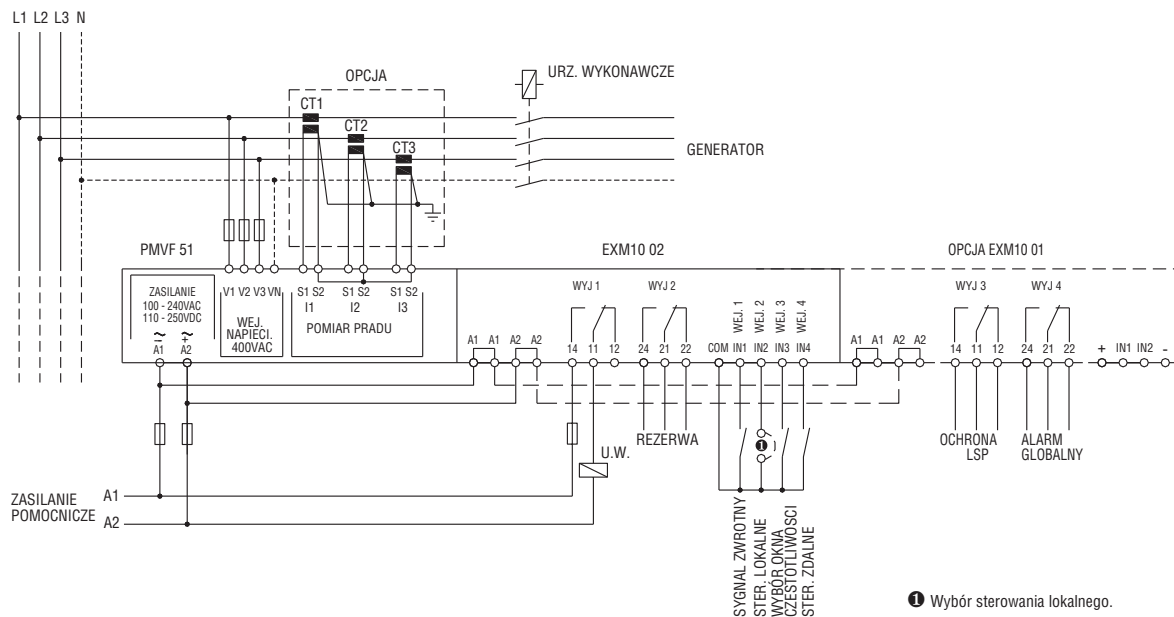 L1 L2 L3 N
OPCJA
URZ. WYKONAWCZE
CT1
CT2
CT3
GENERATOR
PMVF 51
EXM10 02
OPCJA EXM10 01
ZASILANIE
100 - 240VAC
110 - 250VDC
~ ~
- +
A1 A2
V1 V2 V3 VN
WEJ.
NAPIECI.
400VAC
S1 S2 S1 S2 S1 S2
I1 I2 I3
POMIAR PRADU
A1 A1 A2 A2
WYJ 1
14 11 12
WYJ 2
24 21 22
WEJ. 1
WEJ. 2
WEJ. 3
WEJ. 4
COM IN1 IN2 IN3 IN4
A1 A1 A2 A2
WYJ 3
14 11 12
WYJ 4
24 21 22
+ IN1 IN2 -
REZERWA
❶
OCHRONA
LSP
ALARM
GLOBALNY
U.W.
ZASILANIE
POMOCNICZE
A1
A2
SYGNAL ZWROTNY
STER. LOKALNE
WYBÓR OKNA
CZESTOTLIWOSCI
STER. ZDALNE
❶ Wybór sterowania lokalnego.